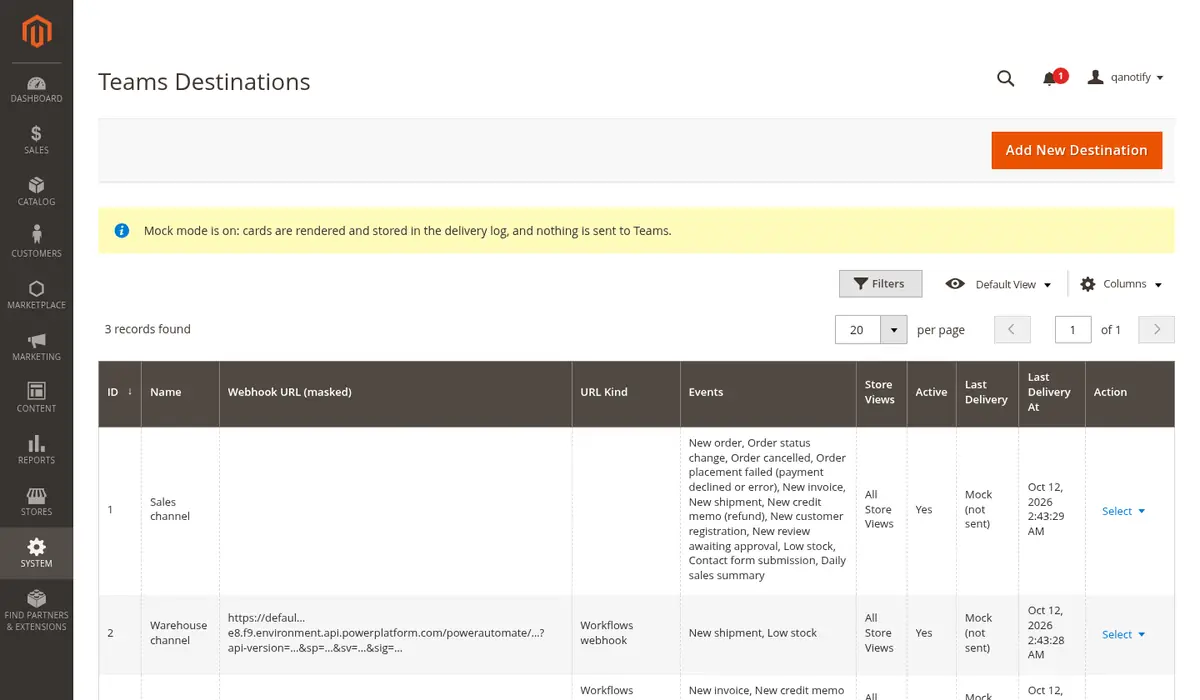 Teams Destinations
1
qanotify
DASHBOARD
SALES
CATALOG
CUSTOMERS
MARKETPLACE
MARKETING
CONTENT
REPORTS
STORES
SYSTEM
FIND PARTNERS
& EXTENSIONS
Add New Destination
Mock mode is on: cards are rendered and stored in the delivery log, and nothing is sent to Teams.
Filters
Default View
Columns
3 records found
20
per page
1
of 1
ID ↓
Name
Webhook URL (masked)
URL Kind
Events
Store
Views
Active
Last
Delivery
Last
Delivery
At
Action
1
Sales
channel
New order, Order status
change, Order cancelled, Order
placement failed (payment
declined or error), New invoice,
New shipment, New credit
memo (refund), New customer
registration, New review
awaiting approval, Low stock,
Contact form submission, Daily
sales summary
All
Store
Views
Yes
Mock
(not
sent)
Oct 12,
2026
2:43:29
AM
Select
2
Warehouse
channel
https://defaul...
e8.f9.environment.api.powerplatform.com/powerautomate/...?
api-version=...&sp=...&sv=...&sig=...
Workflows
webhook
New shipment, Low stock
All
Store
Views
Yes
Mock
(not
sent)
Oct 12,
2026
2:43:28
AM
Select
Workflows
New invoice, New credit memo
All
Mock
Oct 12,